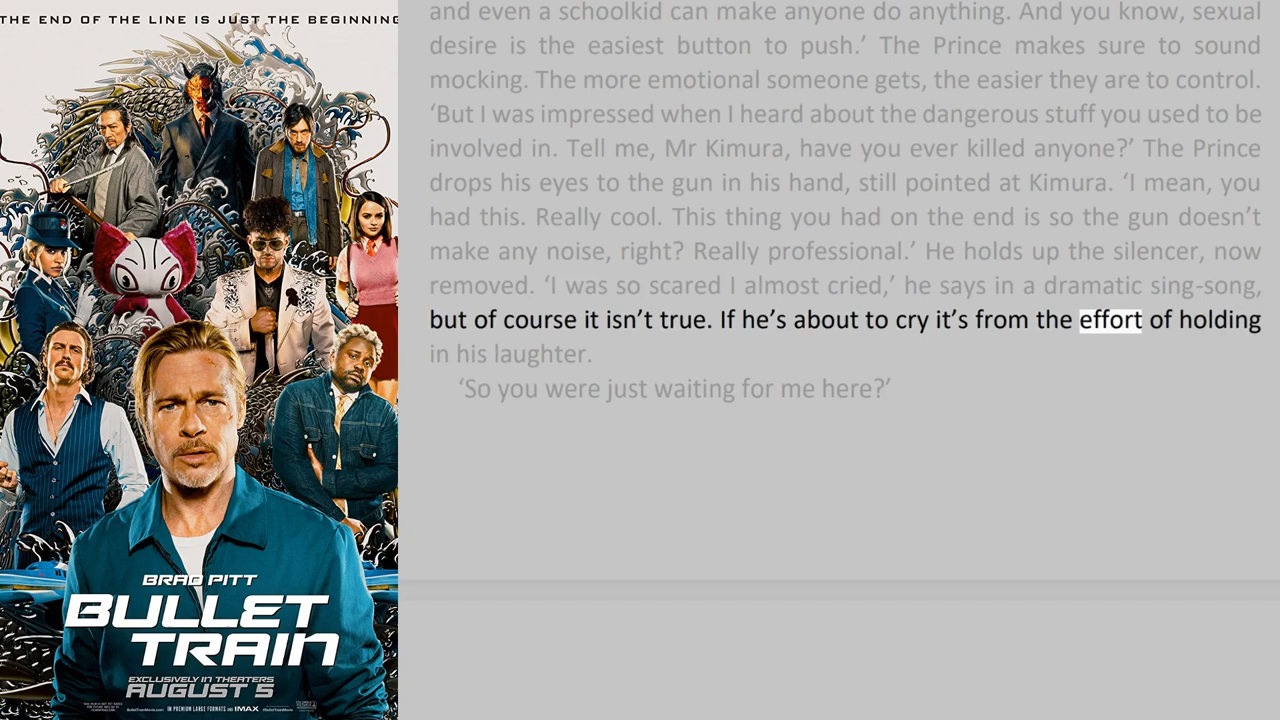 THE END OF THE LINE IS JUST THE BEGINNING
BRAD PITT
BULLET
TRAIN
EXCLUSIVELY IN THEATERS
AUGUST 5
BulletTrainMovie.com
IN PREMIUM LARGE FORMATS AND IMAX
#BulletTrainMovie
and even a schoolkid can make anyone do anything. And you know, sexual
desire is the easiest button to push.’ The Prince makes sure to sound
mocking. The more emotional someone gets, the easier they are to control.
‘But I was impressed when I heard about the dangerous stuff you used to be
involved in. Tell me, Mr Kimura, have you ever killed anyone?’ The Prince
drops his eyes to the gun in his hand, still pointed at Kimura. ‘I mean, you
had this. Really cool. This thing you had on the end is so the gun doesn’t
make any noise, right? Really professional.’ He holds up the silencer, now
removed. ‘I was so scared I almost cried,’ he says in a dramatic sing-song,
but of course it isn’t true. If he’s about to cry it’s from the effort of holding
in his laughter.
‘So you were just waiting for me here?’